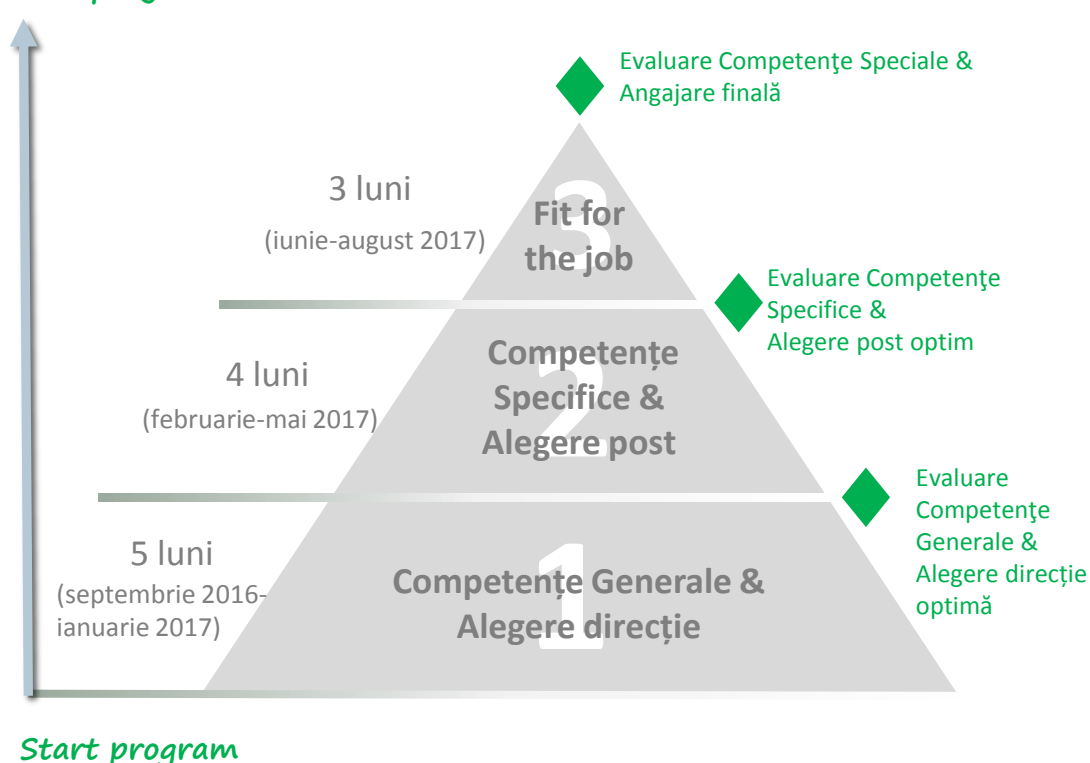 Evaluare Competenţe Speciale &
Angajare finală
3 luni
(iunie-august 2017)
3
Fit for
the job
Evaluare Competenţe
Specifice &
Alegere post optim
4 luni
(februarie-mai 2017)
2
Competențe
Specifice &
Alegere post
Evaluare
Competenţe
Generale &
Alegere direcție
optimă
5 luni
(septembrie 2016-
ianuarie 2017)
1
Competențe Generale &
Alegere direcție
Start program